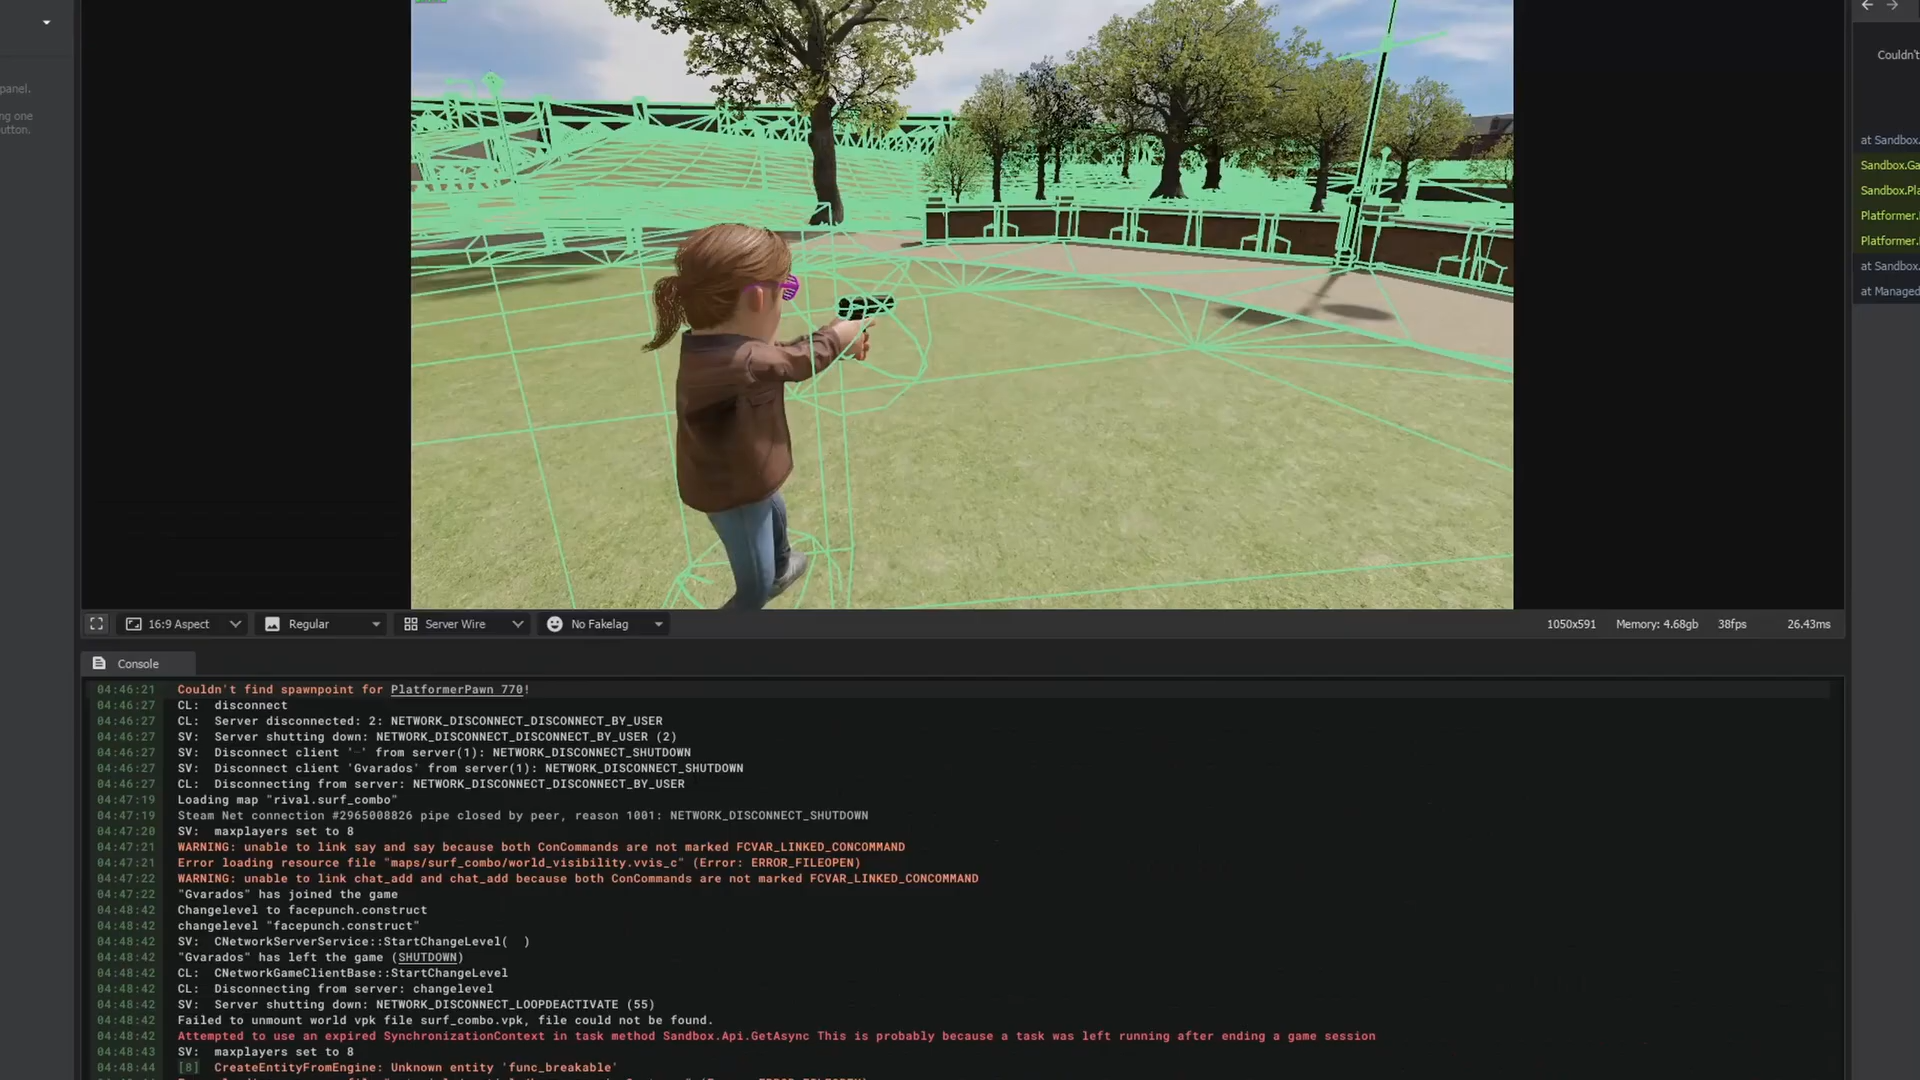 panel.
ng one
utton.
Couldn't
at Sandbox.
Sandbox.Ga
Sandbox.Pla
Platformer.
Platformer.
at Sandbox.
at Managed
16:9 Aspect
Regular
Server Wire
No Fakelag
1050x591
Memory: 4.68gb
38fps
26.43ms
Console
04:46:21 Couldn't find spawnpoint for PlatformerPawn 770!
04:46:27 CL: disconnect
04:46:27 CL: Server disconnected: 2: NETWORK_DISCONNECT_DISCONNECT_BY_USER
04:46:27 SV: Server shutting down: NETWORK_DISCONNECT_DISCONNECT_BY_USER (2)
04:46:27 SV: Disconnect client '-' from server(1): NETWORK_DISCONNECT_SHUTDOWN
04:46:27 SV: Disconnect client 'Gvarados' from server(1): NETWORK_DISCONNECT_SHUTDOWN
04:46:27 CL: Disconnecting from server: NETWORK_DISCONNECT_DISCONNECT_BY_USER
04:47:19 Loading map "rival.surf_combo"
04:47:19 Steam Net connection #2965008826 pipe closed by peer, reason 1001: NETWORK_DISCONNECT_SHUTDOWN
04:47:20 SV: maxplayers set to 8
04:47:21 WARNING: unable to link say and say because both ConCommands are not marked FCVAR_LINKED_CONCOMMAND
04:47:21 Error loading resource file "maps/surf_combo/world_visibility.vvis_c" (Error: ERROR_FILEOPEN)
04:47:22 WARNING: unable to link chat_add and chat_add because both ConCommands are not marked FCVAR_LINKED_CONCOMMAND
04:47:22 "Gvarados" has joined the game
04:48:42 Changelevel to facepunch.construct
04:48:42 changelevel "facepunch.construct"
04:48:42 SV: CNetworkServerService::StartChangeLevel( )
04:48:42 "Gvarados" has left the game (SHUTDOWN)
04:48:42 CL: CNetworkGameClientBase::StartChangeLevel
04:48:42 CL: Disconnecting from server: changelevel
04:48:42 SV: Server shutting down: NETWORK_DISCONNECT_LOOPDEACTIVATE (55)
04:48:42 Failed to unmount world vpk file surf_combo.vpk, file could not be found.
04:48:42 Attempted to use an expired SynchronizationContext in task method Sandbox.Api.GetAsync This is probably because a task was left running after ending a game session
04:48:43 SV: maxplayers set to 8
04:48:44 [8] CreateEntityFromEngine: Unknown entity 'func_breakable'